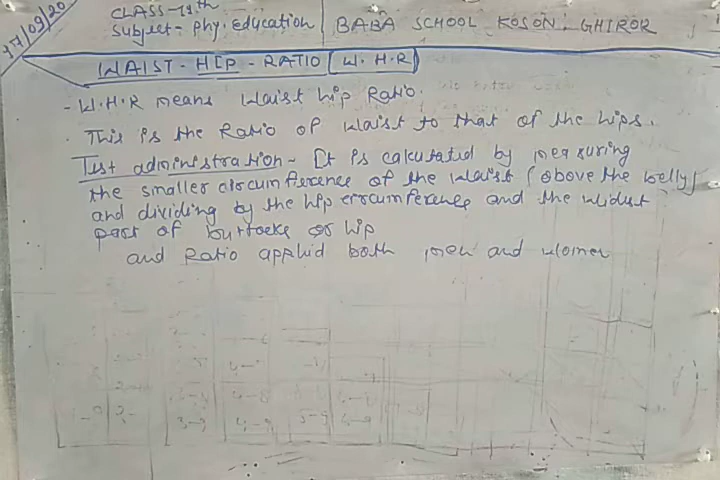 17/09/20
CLASS-11th
Subject- Phy. education
BABA SCHOOL KOSON, GHIROR
WAIST-HIP-RATIO (W.H.R)
- W.H.R means Waist hip Ratio.
. This is the Ratio of Waist to that of the hips.
Test administration- It is calculated by measuring
the smaller circumference of the Waist (above the belly)
and dividing by the hip circumference and the widest
part of buttocks or hip
and Ratio applied both men and women